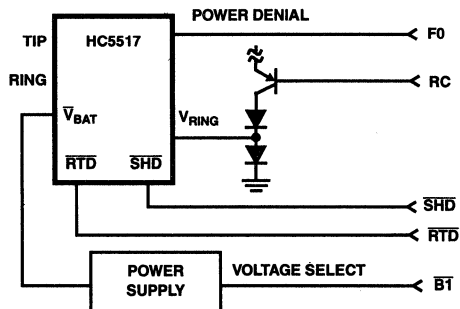 POWER DENIAL
TIP
HC5517
F0
RING
RC
V̅BAT
VRING
R̅T̅D̅
S̅H̅D̅
S̅H̅D̅
R̅T̅D̅
POWER
SUPPLY
VOLTAGE SELECT
B̅1̅